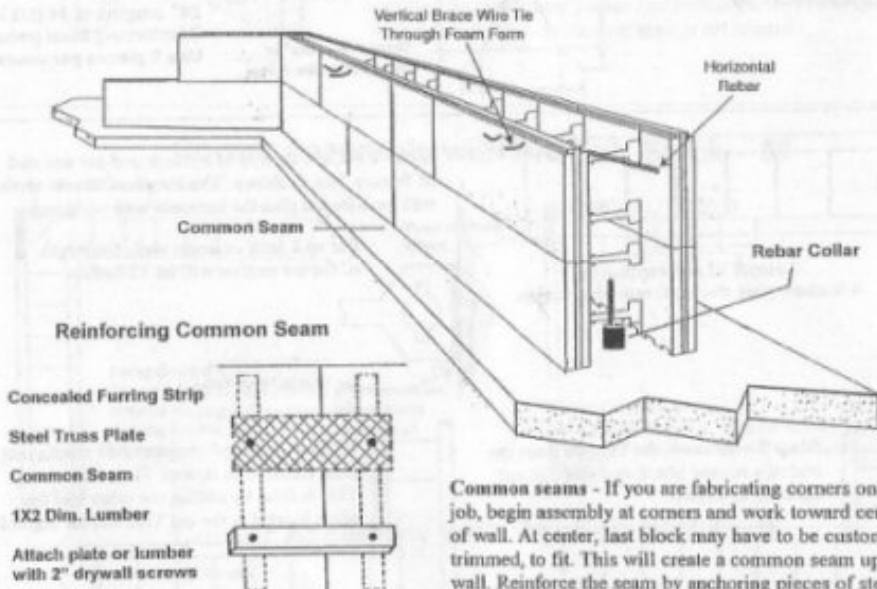 Vertical Brace Wire Tie
Through Foam Form
Horizontal
Rebar
Common Seam
Rebar Collar
Reinforcing Common Seam
Concealed Furring Strip
Steel Truss Plate
Common Seam
1X2 Dim. Lumber
Attach plate or lumber
with 2" drywall screws
Common seams - If you are fabricating corners on
job, begin assembly at corners and work toward
of wall. At center, last block may have to be
trimmed, to fit. This will create a common seam up
wall. Reinforce the seam by anchoring pieces of